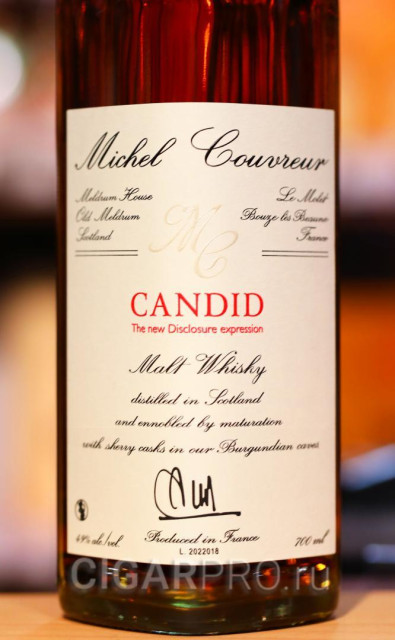 Michel Couvreur
Meldrum House
Old Meldrum
Scotland
Le Molet
Bouze lès Beaune
France
MC
CANDID
The new Disclosure expression
Malt Whisky
distilled in Scotland
and ennobled by maturation
with sherry casks in our Burgundian caves
49% alc/vol.
Produced in France
700 ml
L. 2022018
CIGARPRO.ru